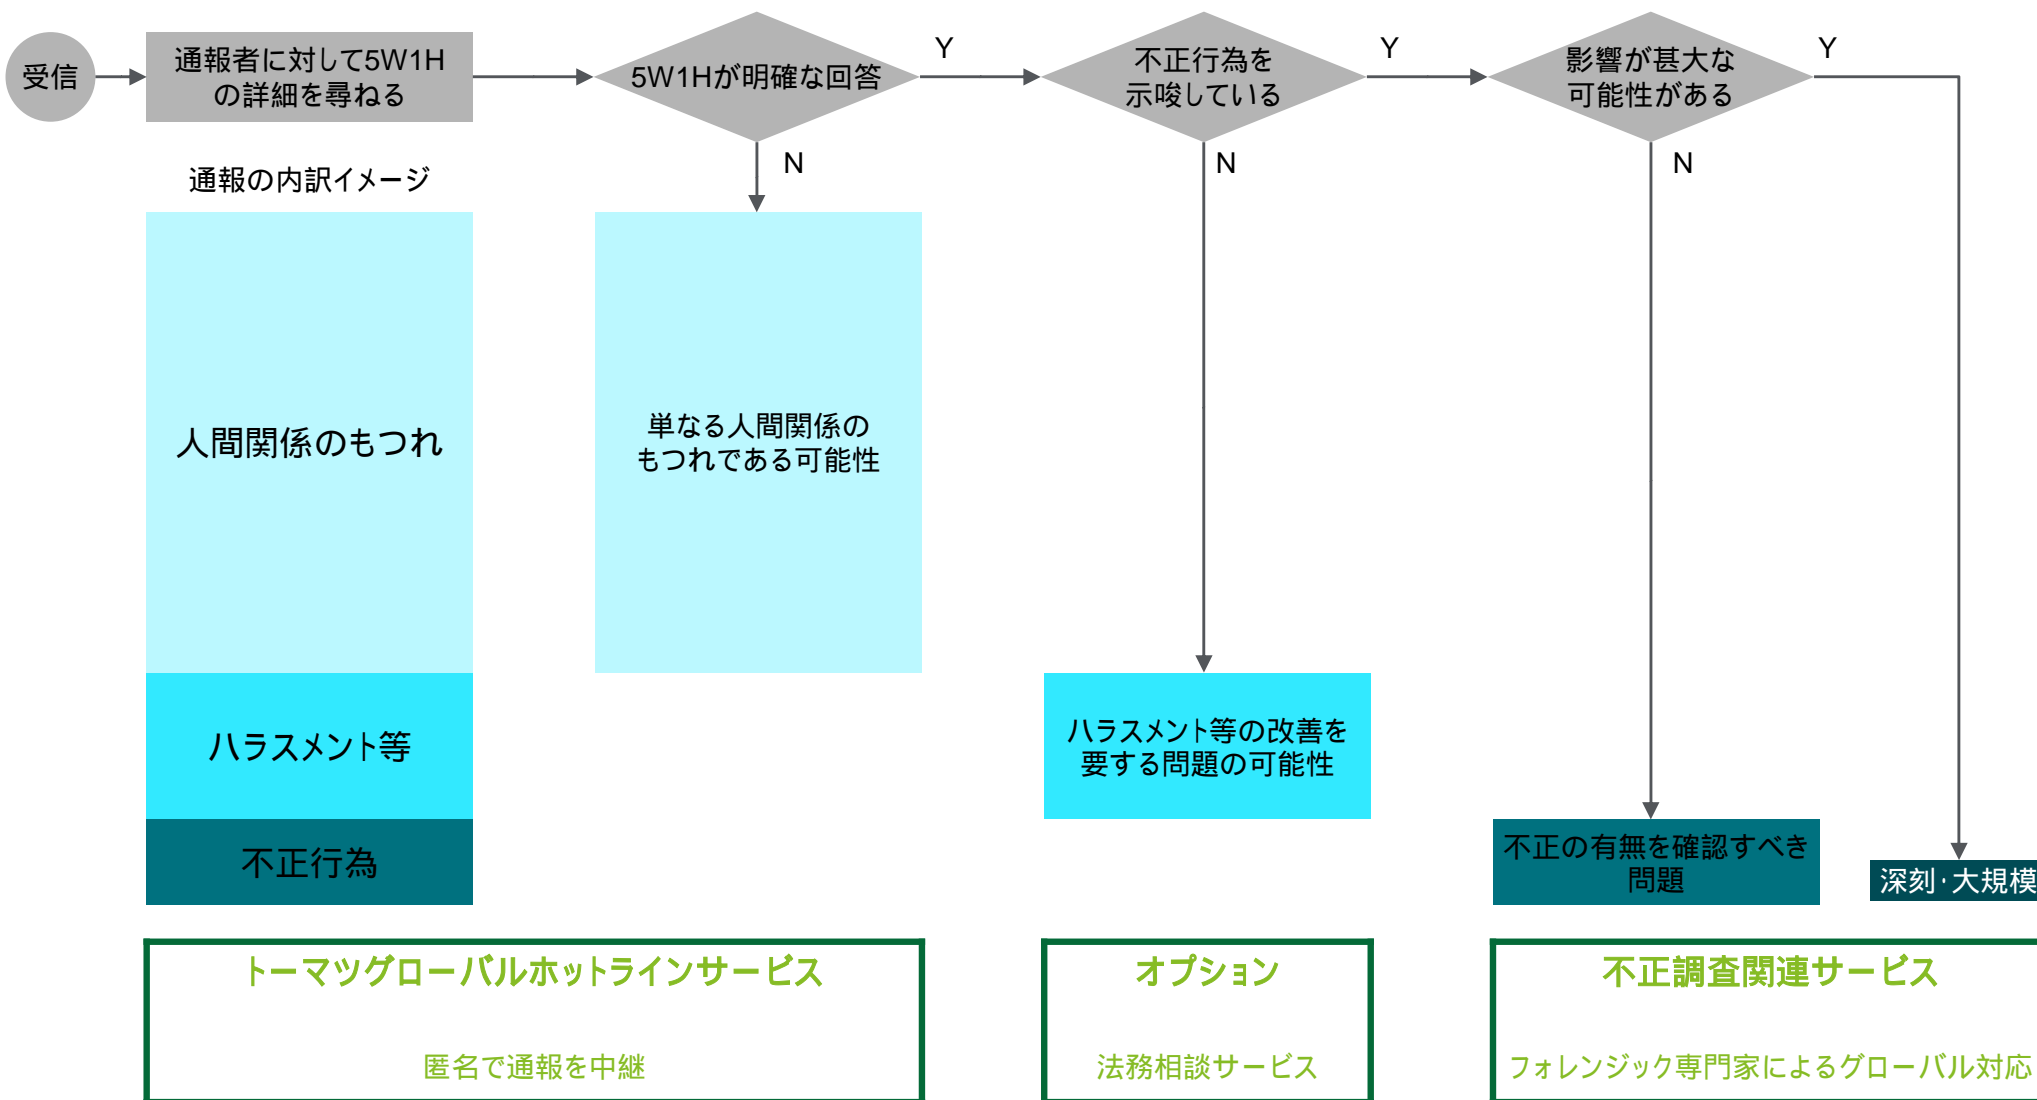 受信
通報者に対して5W1H
の詳細を尋ねる
5W1Hが明確な回答
Y
不正行為を
示唆している
Y
影響が甚大な
可能性がある
Y
N
N
N
通報の内訳イメージ
人間関係のもつれ
単なる人間関係の
もつれである可能性
ハラスメント等
ハラスメント等の改善を
要する問題の可能性
不正行為
不正の有無を確認すべき
問題
深刻・大規模
トーマツグローバルホットラインサービス
匿名で通報を中継
オプション
法務相談サービス
不正調査関連サービス
フォレンジック専門家によるグローバル対応